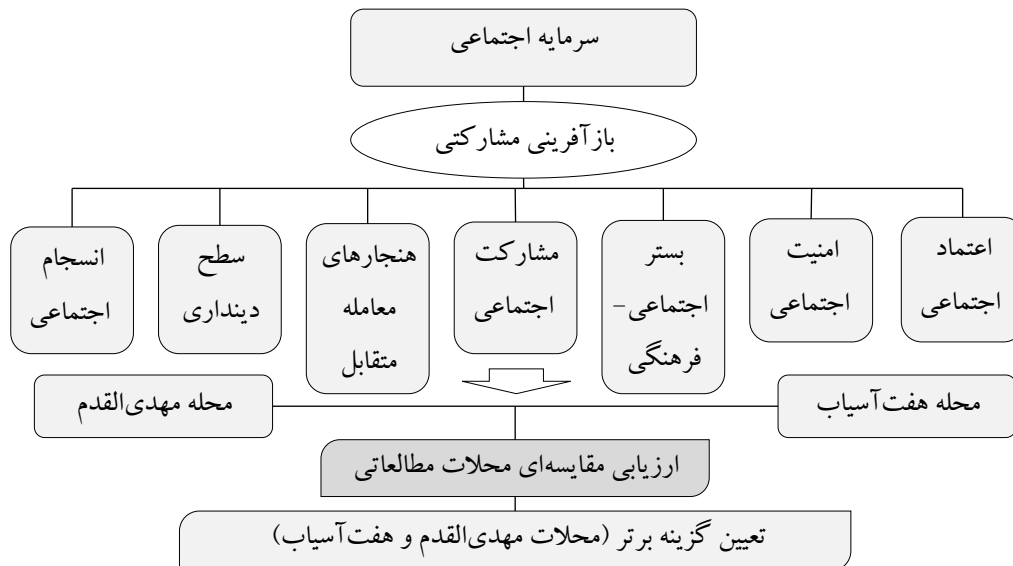 سرمایه اجتماعی
بازآفرینی مشارکتی
اعتماد
اجتماعی
امنیت
اجتماعی
بستر
اجتماعی–
فرهنگی
مشارکت
اجتماعی
هنجارهای
معامله
متقابل
سطح
دینداری
انسجام
اجتماعی
محله هفت‌آسیاب
محله مهدی‌القدم
ارزیابی مقایسه‌ای محلات مطالعاتی
تعیین گزینه برتر (محلات مهدی‌القدم و هفت‌آسیاب)